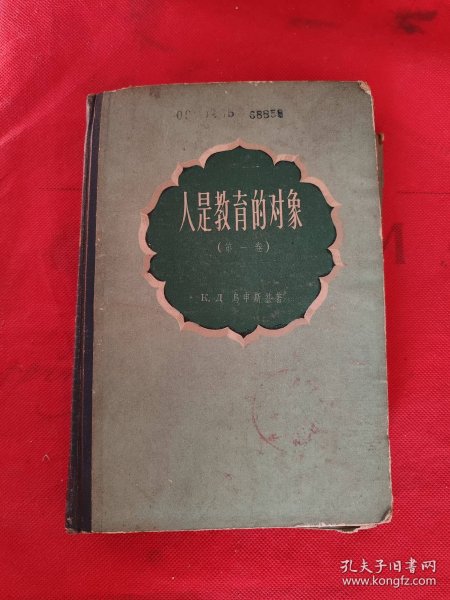 人是教育的对象
(第一卷)
К. Д 乌申斯基著
孔夫子旧书网
www.kongfz.com